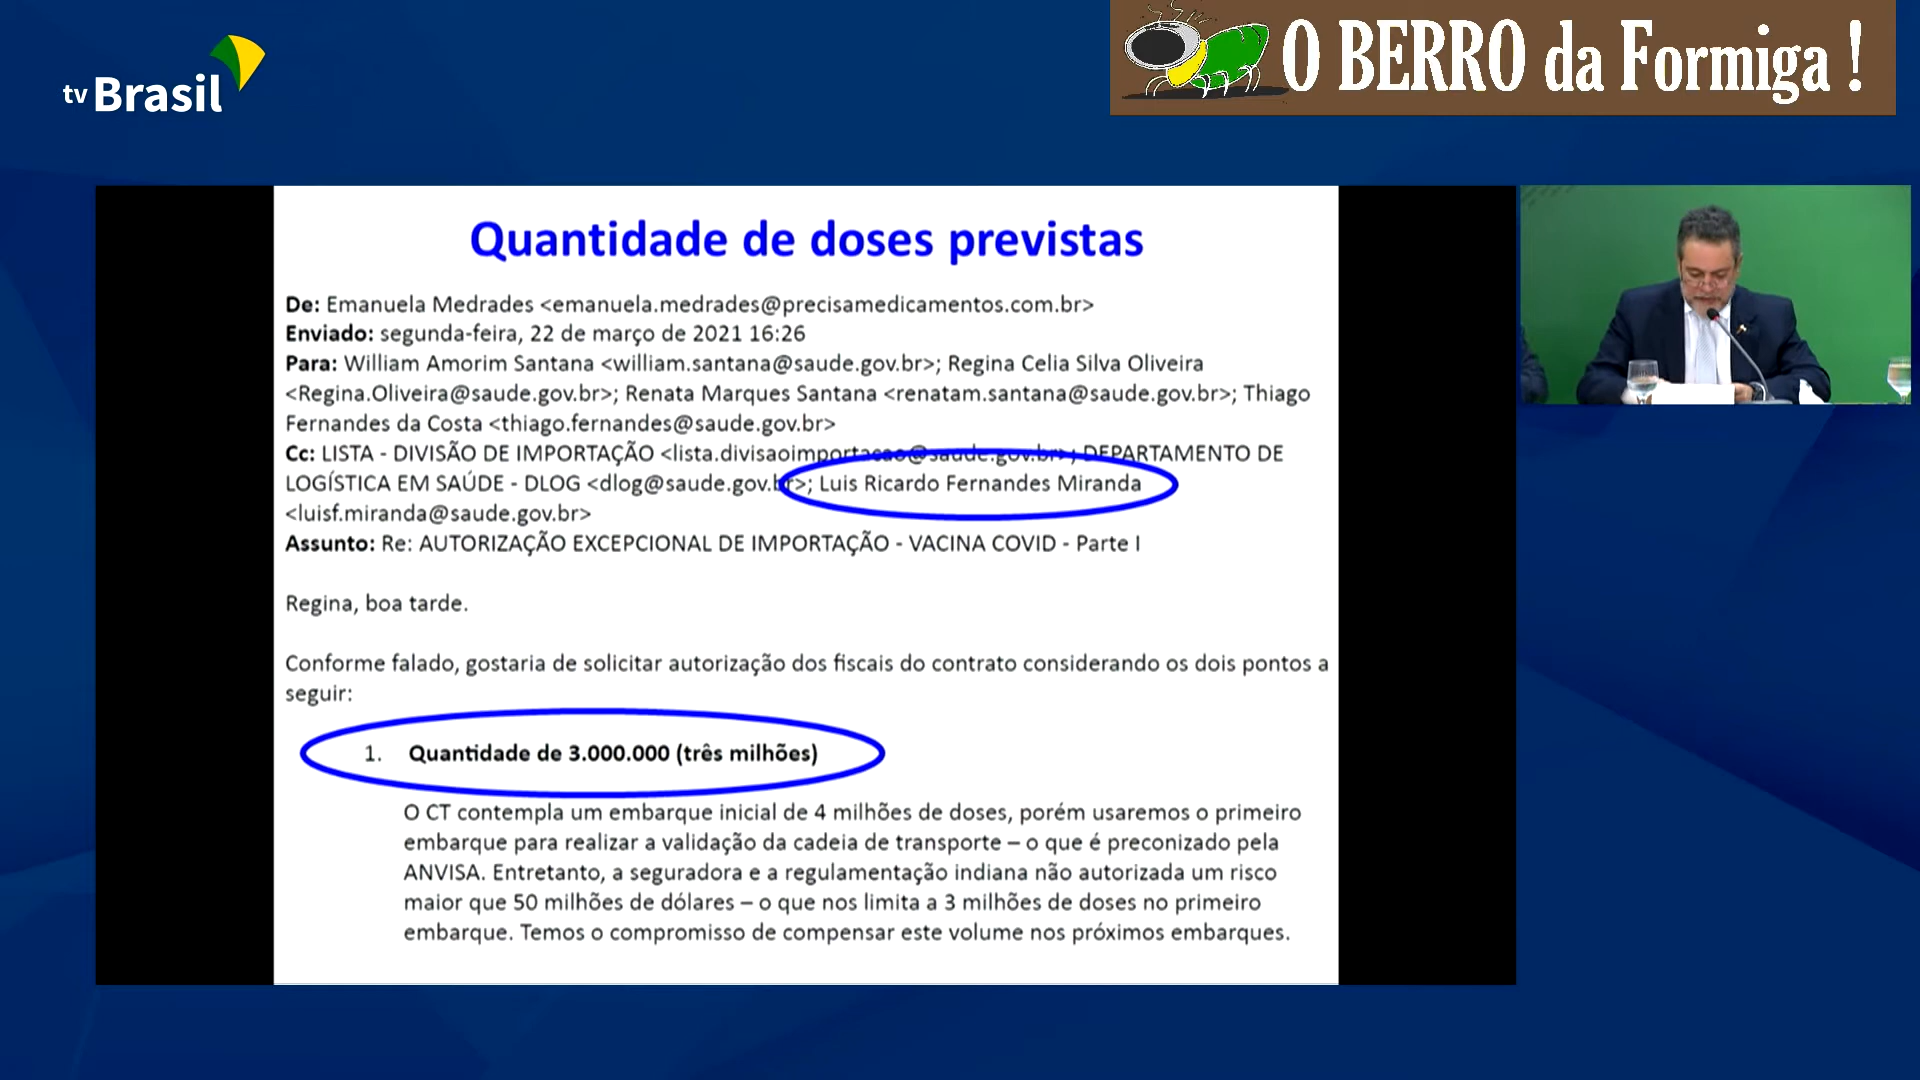 tv Brasil
O BERRO da Formiga !
Quantidade de doses previstas
De: Emanuela Medrades <emanuela.medrades@precisamedicamentos.com.br>
Enviado: segunda-feira, 22 de março de 2021 16:26
Para: William Amorim Santana <william.santana@saude.gov.br>; Regina Celia Silva Oliveira
<Regina.Oliveira@saude.gov.br>; Renata Marques Santana <renatam.santana@saude.gov.br>; Thiago
Fernandes da Costa <thiago.fernandes@saude.gov.br>
Cc: LISTA - DIVISÃO DE IMPORTAÇÃO <lista.divisaoimportacao@saude.gov.br>; DEPARTAMENTO DE
LOGÍSTICA EM SAÚDE - DLOG <dlog@saude.gov.br>; Luis Ricardo Fernandes Miranda
<luisf.miranda@saude.gov.br>
Assunto: Re: AUTORIZAÇÃO EXCEPCIONAL DE IMPORTAÇÃO - VACINA COVID - Parte I
Regina, boa tarde.
Conforme falado, gostaria de solicitar autorização dos fiscais do contrato considerando os dois pontos a
seguir:
1. Quantidade de 3.000.000 (três milhões)
O CT contempla um embarque inicial de 4 milhões de doses, porém usaremos o primeiro
embarque para realizar a validação da cadeia de transporte – o que é preconizado pela
ANVISA. Entretanto, a seguradora e a regulamentação indiana não autorizada um risco
maior que 50 milhões de dólares – o que nos limita a 3 milhões de doses no primeiro
embarque. Temos o compromisso de compensar este volume nos próximos embarques.